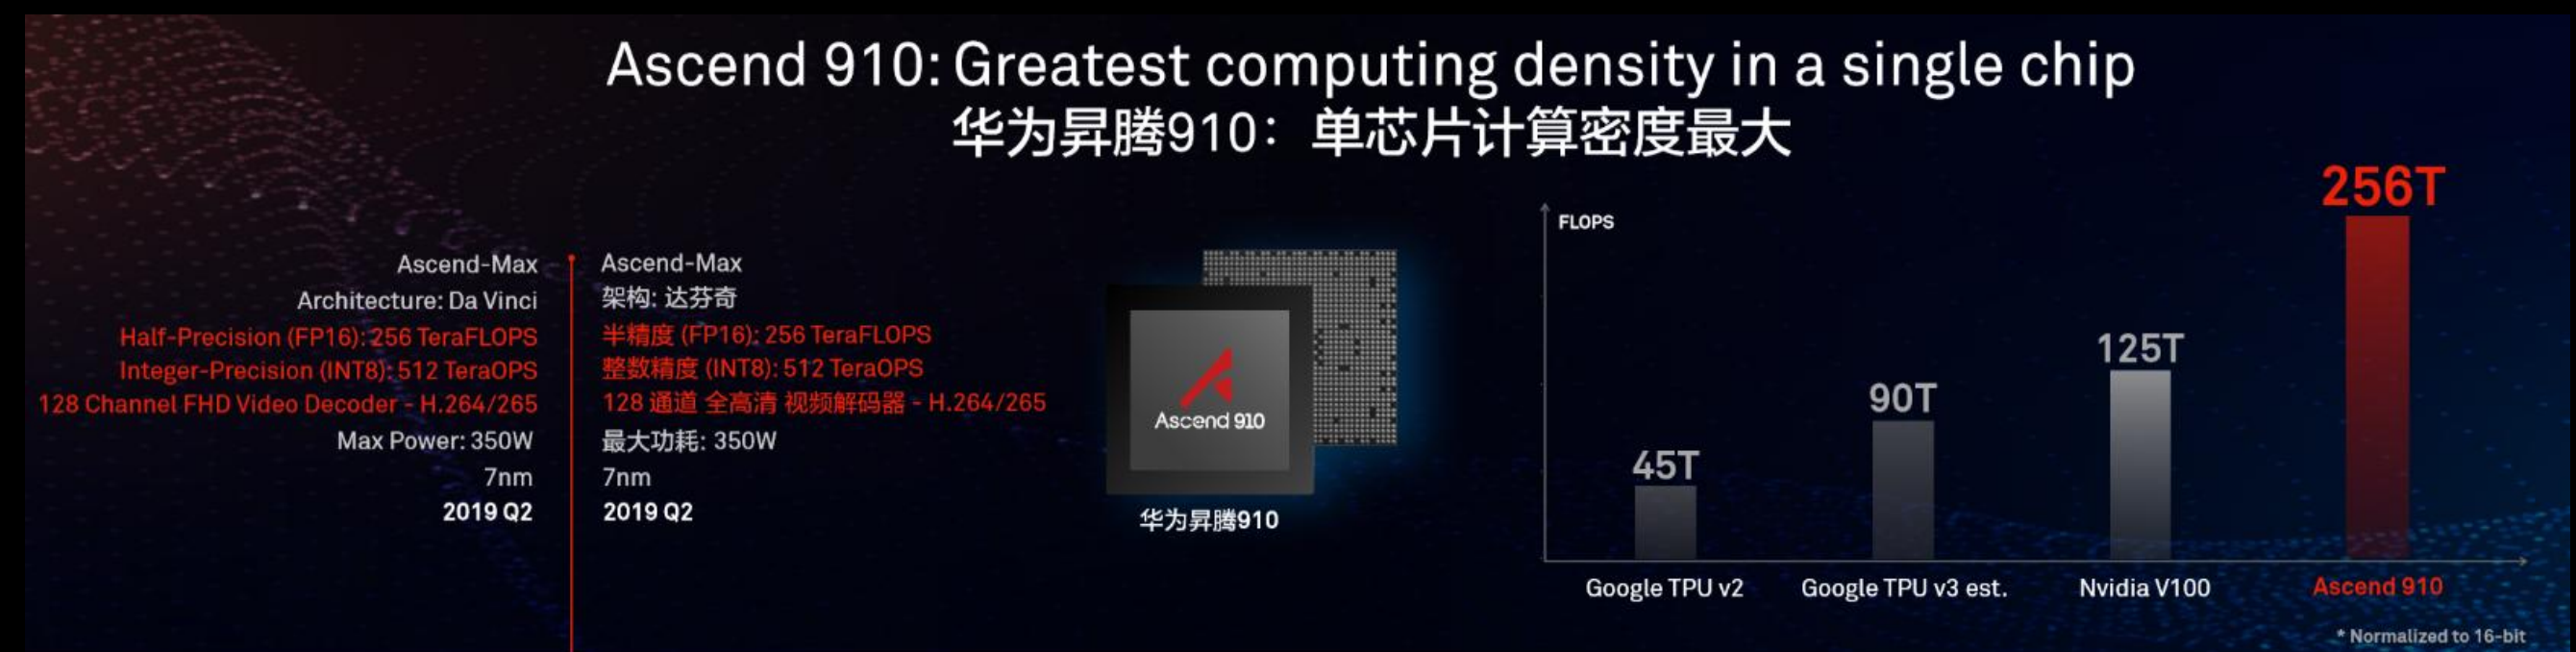 Ascend 910: Greatest computing density in a single chip
华为昇腾910：单芯片计算密度最大
Ascend-Max
Architecture: Da Vinci
Half-Precision (FP16): 256 TeraFLOPS
Integer-Precision (INT8): 512 TeraOPS
128 Channel FHD Video Decoder - H.264/265
Max Power: 350W
7nm
2019 Q2
Ascend-Max
架构: 达芬奇
半精度 (FP16): 256 TeraFLOPS
整数精度 (INT8): 512 TeraOPS
128 通道 全高清 视频解码器 - H.264/265
最大功耗: 350W
7nm
2019 Q2
Ascend 910
华为昇腾910
FLOPS
45T
90T
125T
256T
Google TPU v2
Google TPU v3 est.
Nvidia V100
Ascend 910
* Normalized to 16-bit